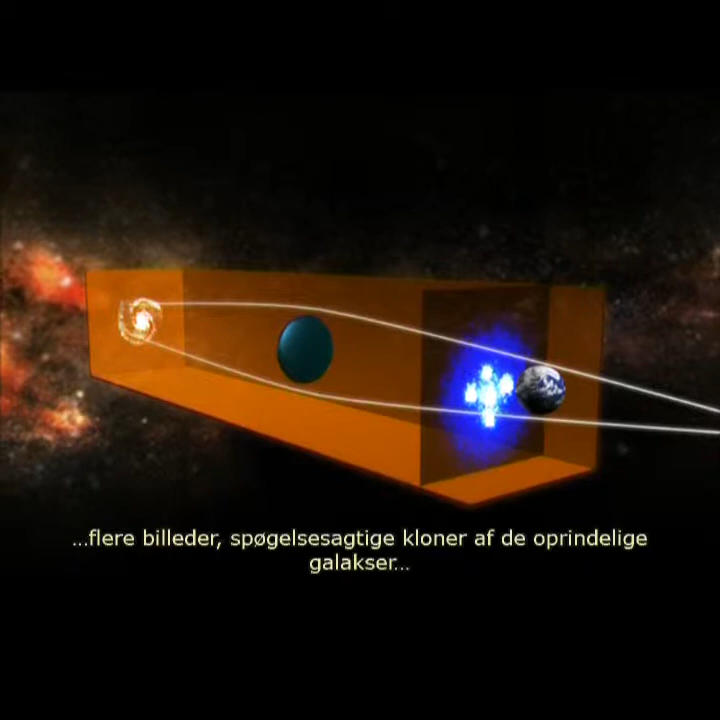 ...flere billeder, spøgelsesagtige kloner af de oprindelige
galakser...